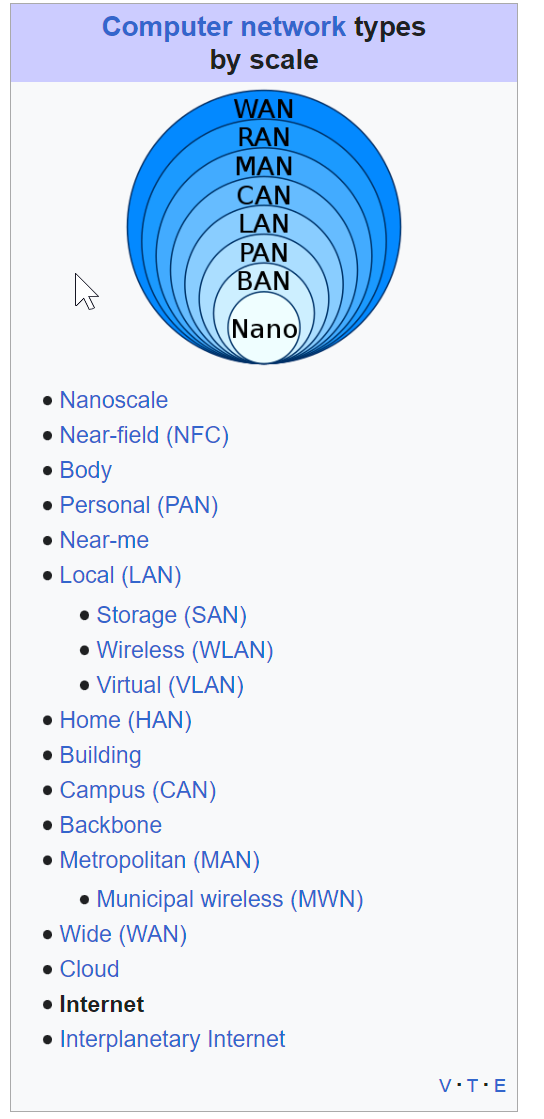 Computer network types
by scale
WAN
RAN
MAN
CAN
LAN
PAN
BAN
Nano
Nanoscale
Near-field (NFC)
Body
Personal (PAN)
Near-me
Local (LAN)
Storage (SAN)
Wireless (WLAN)
Virtual (VLAN)
Home (HAN)
Building
Campus (CAN)
Backbone
Metropolitan (MAN)
Municipal wireless (MWN)
Wide (WAN)
Cloud
Internet
Interplanetary Internet
V · T · E